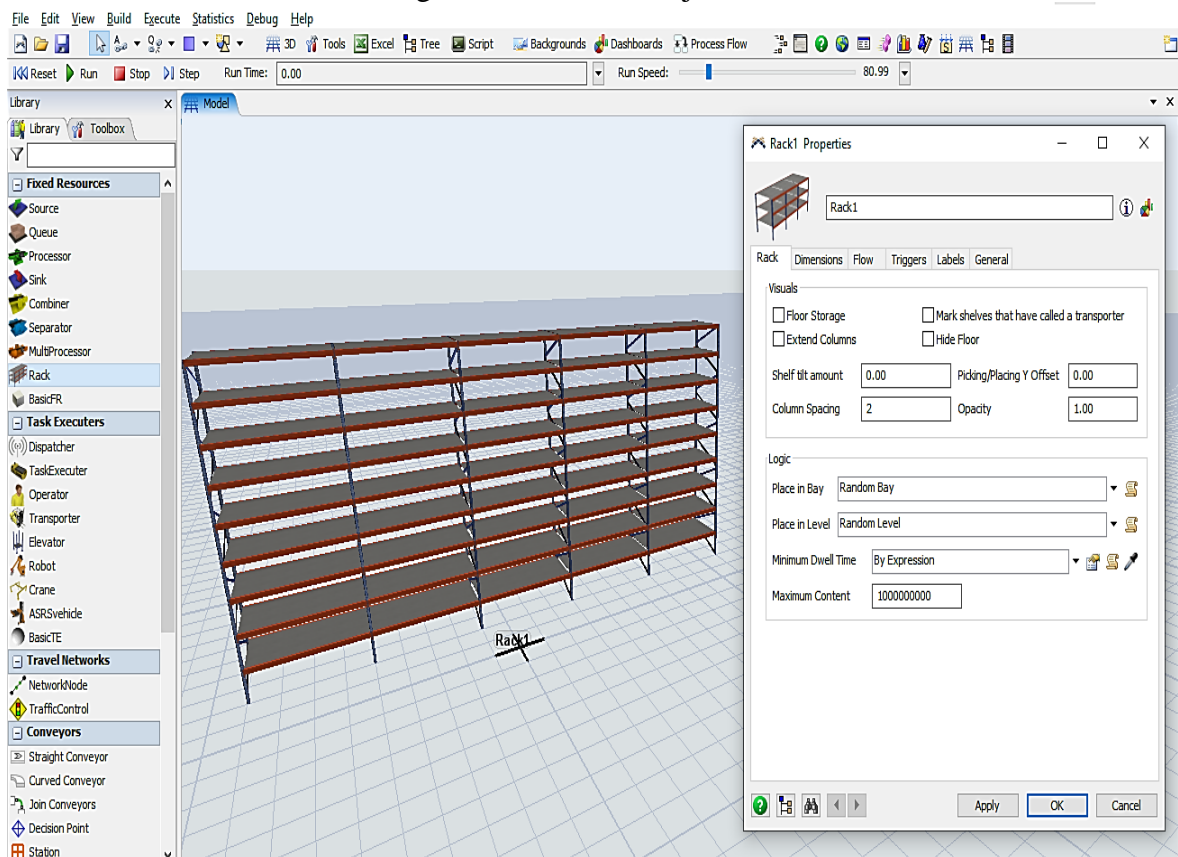 File Edit View Build Execute Statistics Debug Help
3D Tools Excel Tree Script Backgrounds Dashboards Process Flow
Reset Run Stop Step Run Time: 0.00 Run Speed: 80.99
Library x Model x
Library Toolbox
Fixed Resources
Source
Queue
Processor
Sink
Combiner
Separator
MultiProcessor
Rack
BasicFR
Task Executers
Dispatcher
TaskExecuter
Operator
Transporter
Elevator
Robot
Crane
ASRSvehicle
BasicTE
Travel Networks
NetworkNode
TrafficControl
Conveyors
Straight Conveyor
Curved Conveyor
Join Conveyors
Decision Point
Station
Rack1
Rack1 Properties
Rack1
Rack Dimensions Flow Triggers Labels General
Visuals
Floor Storage Mark shelves that have called a transporter
Extend Columns Hide Floor
Shelf tilt amount 0.00 Picking/Placing Y Offset 0.00
Column Spacing 2 Opacity 1.00
Logic
Place in Bay Random Bay
Place in Level Random Level
Minimum Dwell Time By Expression
Maximum Content 1000000000
Apply OK Cancel